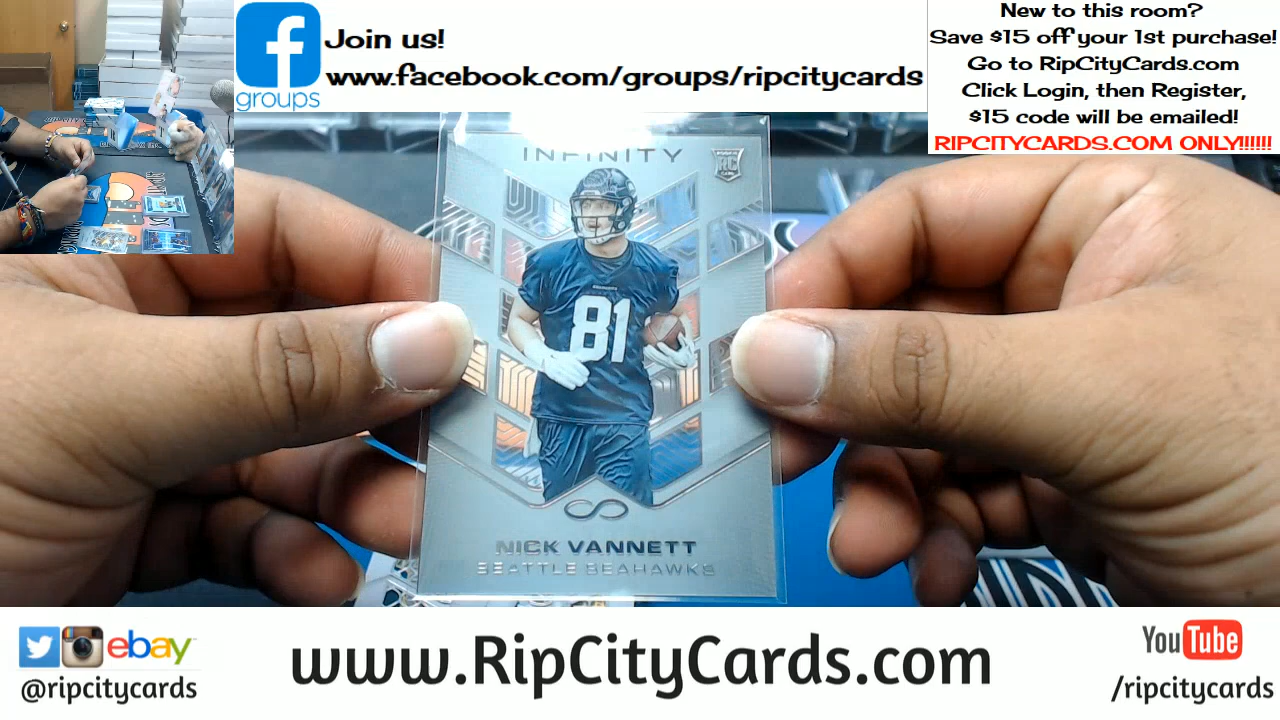 groups
Join us!
www.facebook.com/groups/ripcitycards
New to this room?
Save $15 off your 1st purchase!
Go to RipCityCards.com
Click Login, then Register,
$15 code will be emailed!
RIPCITYCARDS.COM ONLY!!!!!!
INFINITY
RC
81
NICK VANNETT
SEATTLE SEAHAWKS
ebay
@ripcitycards
www.RipCityCards.com
YouTube
/ripcitycards